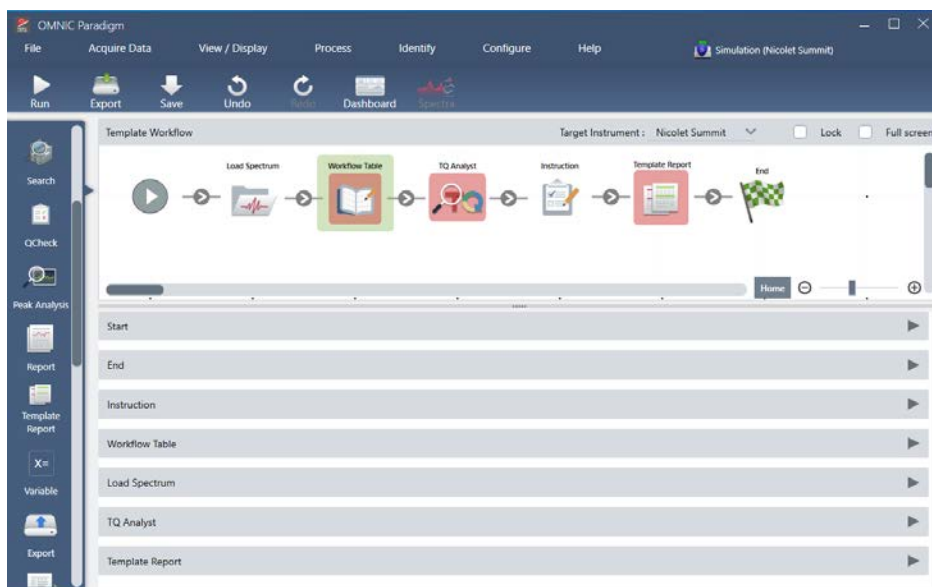 OMNIC Paradigm
File Acquire Data View / Display Process Identify Configure Help Simulation (Nicolet Summit)
Run Export Save Undo Redo Dashboard Spectra
Template Workflow Target Instrument : Nicolet Summit Lock Full screen
Search
QCheck
Peak Analysis
Report
Template
Report
X=
Variable
Export
Load Spectrum Workflow Table TQ Analyst Instruction Template Report End
Home
Start
End
Instruction
Workflow Table
Load Spectrum
TQ Analyst
Template Report